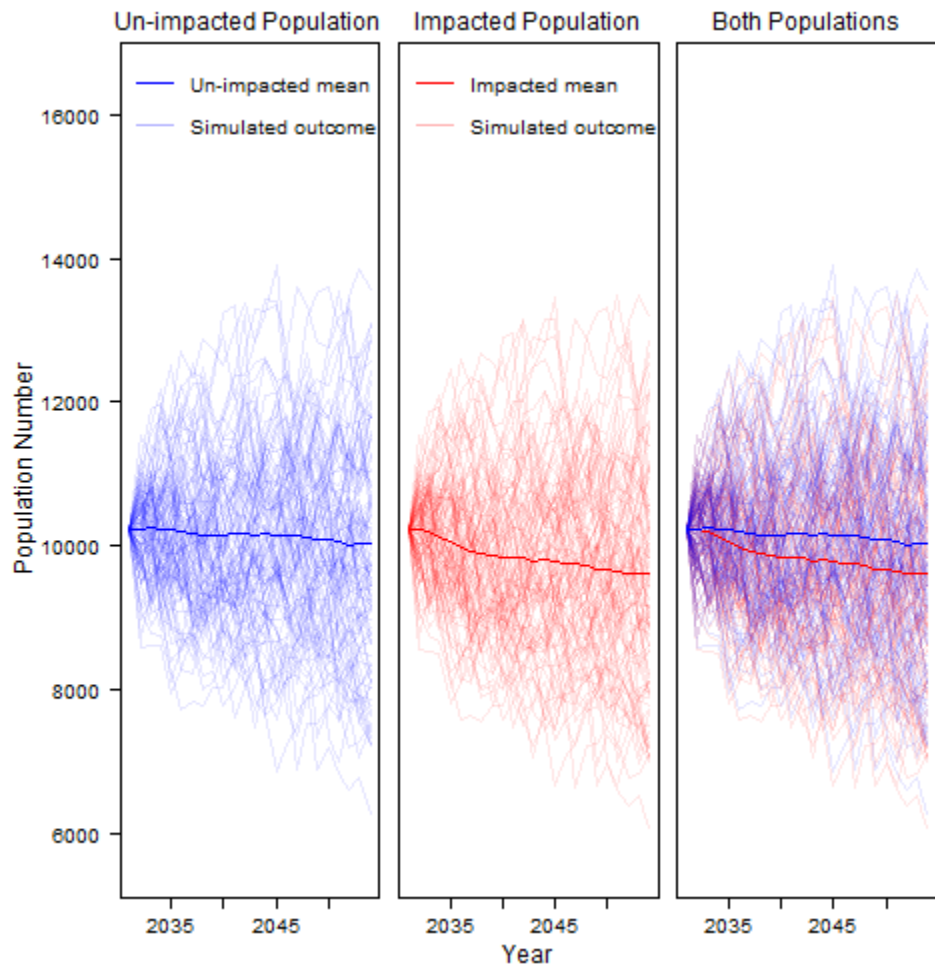 Un-impacted Population
Impacted Population
Both Populations
Un-impacted mean
Simulated outcome
Impacted mean
Simulated outcome
Population Number
16000
14000
12000
10000
8000
6000
2035
2045
2035
2045
2035
2045
Year